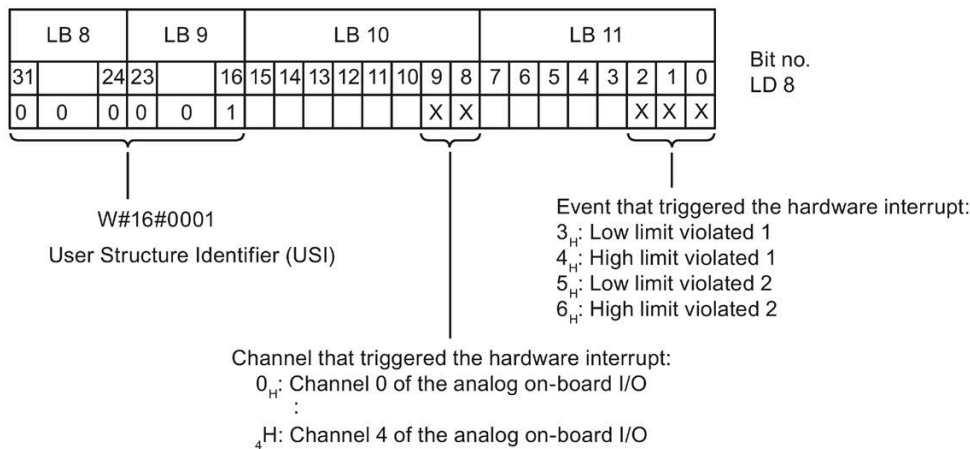 LB 8 LB 9 LB 10 LB 11
Bit no.
LD 8
31 24 23 16 15 14 13 12 11 10 9 8 7 6 5 4 3 2 1 0
0 0 0 0 0 1 X X X X X
W#16#0001
User Structure Identifier (USI)
Event that triggered the hardware interrupt:
3H: Low limit violated 1
4H: High limit violated 1
5H: Low limit violated 2
6H: High limit violated 2
Channel that triggered the hardware interrupt:
0H: Channel 0 of the analog on-board I/O
:
4H: Channel 4 of the analog on-board I/O